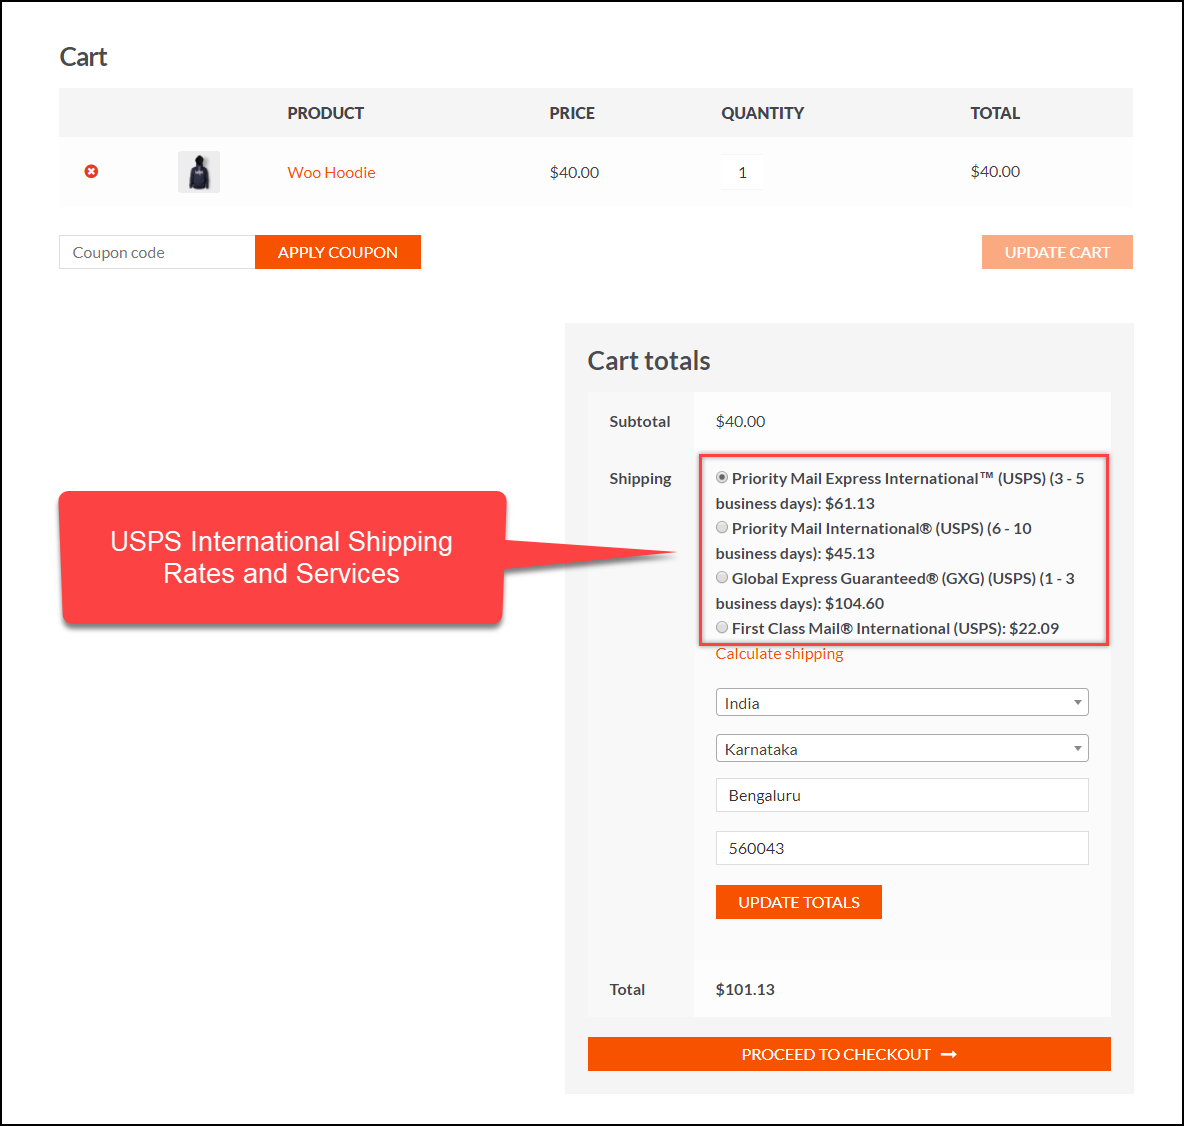 Cart
PRODUCT PRICE QUANTITY TOTAL
Woo Hoodie $40.00 1 $40.00
Coupon code APPLY COUPON UPDATE CART
Cart totals
Subtotal $40.00
Shipping Priority Mail Express International™ (USPS) (3 - 5
business days): $61.13
Priority Mail International® (USPS) (6 - 10
business days): $45.13
Global Express Guaranteed® (GXG) (USPS) (1 - 3
business days): $104.60
First Class Mail® International (USPS): $22.09
USPS International Shipping
Rates and Services
Calculate shipping
India
Karnataka
Bengaluru
560043
UPDATE TOTALS
Total $101.13
PROCEED TO CHECKOUT →